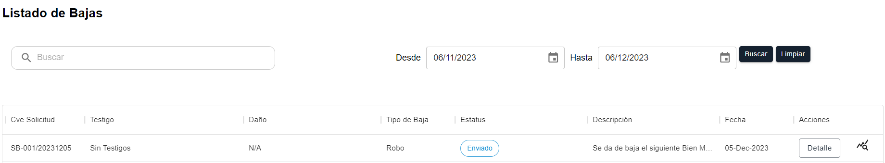 Listado de Bajas
Buscar Desde 06/11/2023 Hasta 06/12/2023 Buscar Limpiar
Cve.Solicitud Testigo Daño Tipo de Baja Estatus Descripción Fecha Acciones
SB-001/20231205 Sin Testigos N/A Robo Enviado Se da de baja el siguiente Bien M... 05-Dec-2023 Detalle